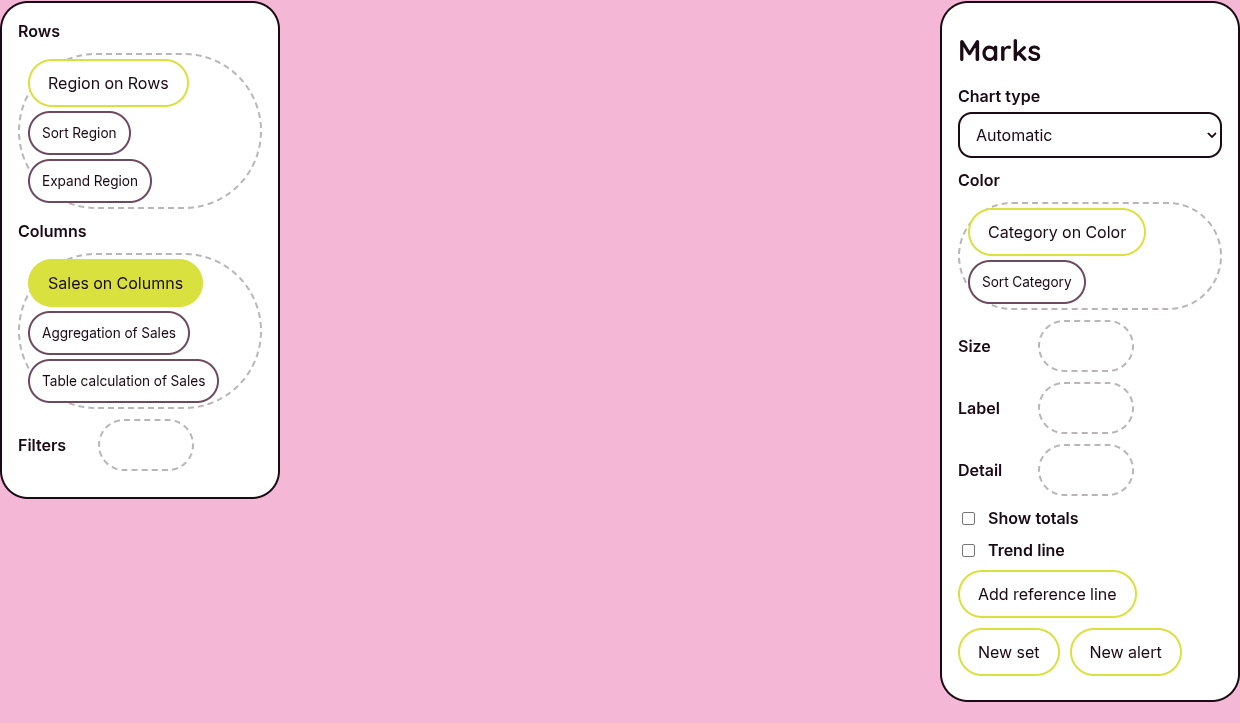 Rows
Region on Rows
Sort Region
Expand Region
Columns
Sales on Columns
Aggregation of Sales
Table calculation of Sales
Filters
Marks
Chart type
Automatic
Color
Category on Color
Sort Category
Size
Label
Detail
Show totals
Trend line
Add reference line
New set
New alert